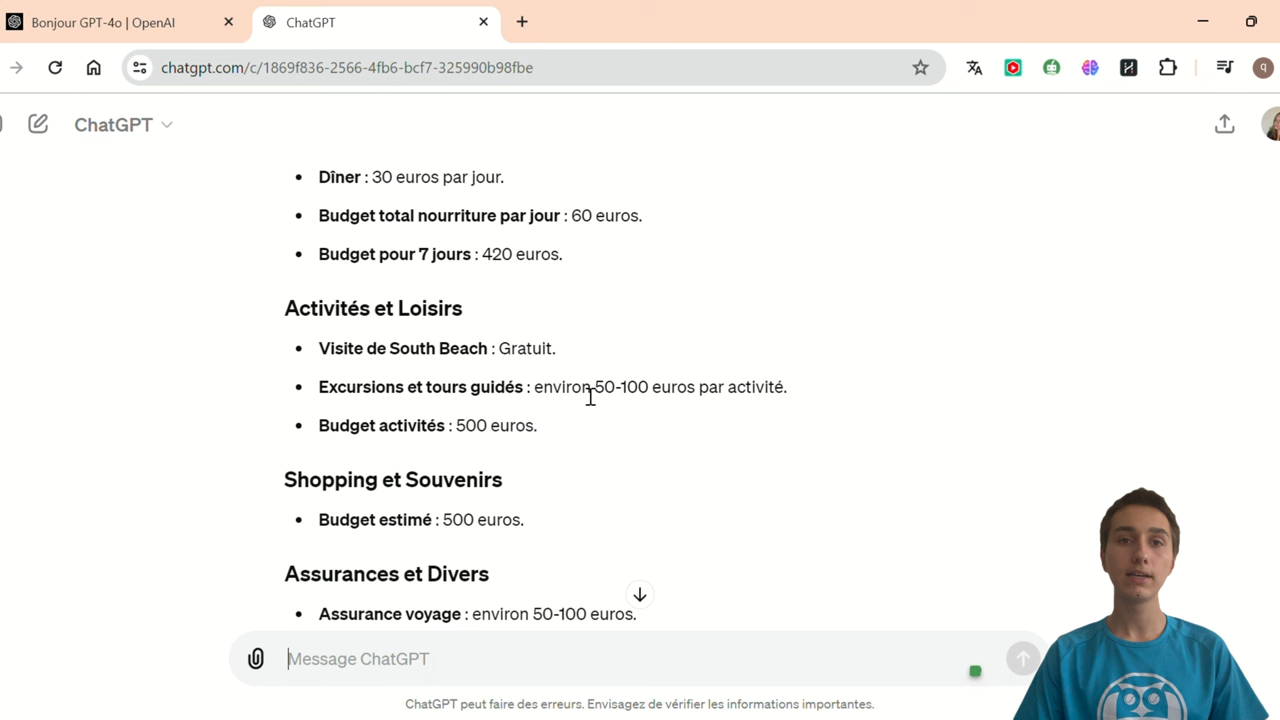 Bonjour GPT-4o | OpenAI
ChatGPT
chatgpt.com/c/1869f836-2566-4fb6-bcf7-325990b98fbe
q
ChatGPT
Dîner : 30 euros par jour.
Budget total nourriture par jour : 60 euros.
Budget pour 7 jours : 420 euros.
Activités et Loisirs
Visite de South Beach : Gratuit.
Excursions et tours guidés : environ 50-100 euros par activité.
Budget activités : 500 euros.
Shopping et Souvenirs
Budget estimé : 500 euros.
Assurances et Divers
Assurance voyage : environ 50-100 euros.
Message ChatGPT
ChatGPT peut faire des erreurs. Envisagez de vérifier les informations importantes.